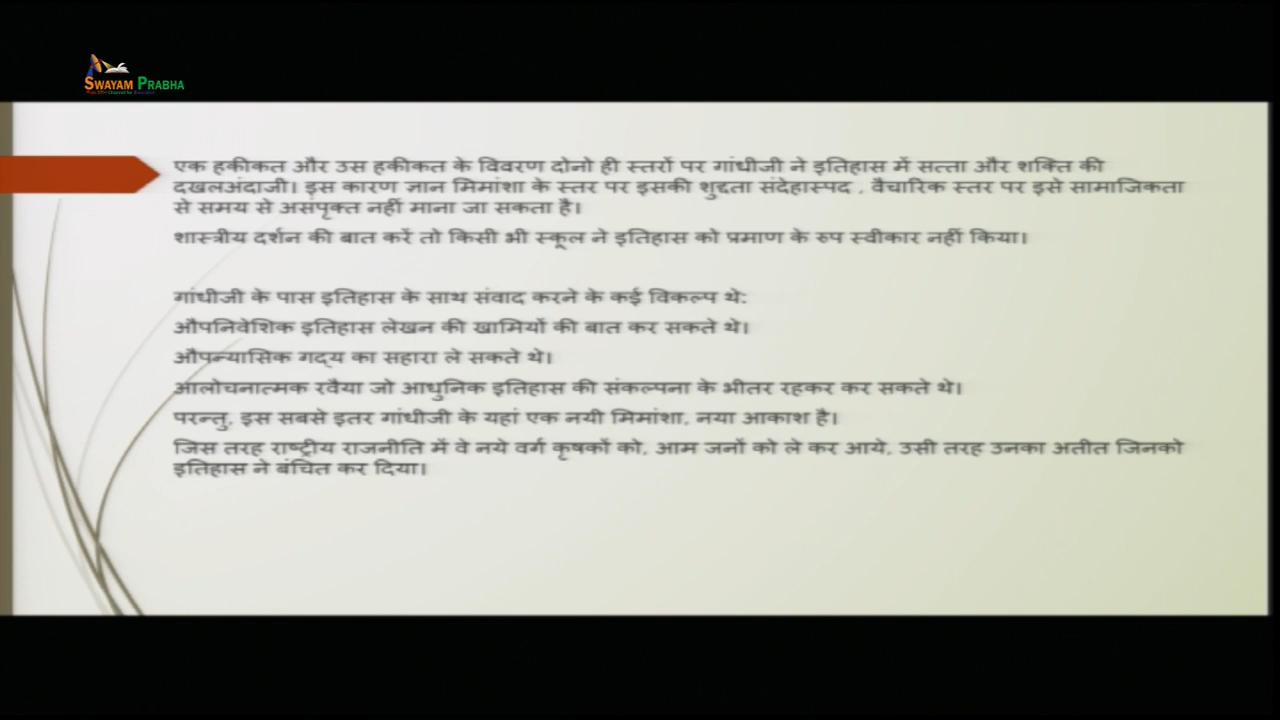 SWAYAM PRABHA
एक हकीकत और उस हकीकत के विवरण दोनो ही स्तरों पर गांधीजी ने इतिहास में सत्ता और शक्ति की
दखलअंदाजी। इस कारण ज्ञान मिमांशा के स्तर पर इसकी शुद्दता संदेहास्पद , वैचारिक स्तर पर इसे सामाजिकता
से समय से असंपृक्त नहीं माना जा सकता है।
शास्त्रीय दर्शन की बात करें तो किसी भी स्कूल ने इतिहास को प्रमाण के रुप स्वीकार नहीं किया।
गांधीजी के पास इतिहास के साथ संवाद करने के कई विकल्प थे:
औपनिवेशिक इतिहास लेखन की खामियों की बात कर सकते थे।
औपन्यासिक गद्य का सहारा ले सकते थे।
आलोचनात्मक रवैया जो आधुनिक इतिहास की संकल्पना के भीतर रहकर कर सकते थे।
परन्तु, इस सबसे इतर गांधीजी के यहां एक नयी मिमांशा, नया आकाश है।
जिस तरह राष्ट्रीय राजनीति में वे नये वर्ग कृषकों को, आम जनों को ले कर आये, उसी तरह उनका अतीत जिनको
इतिहास ने बंचित कर दिया।